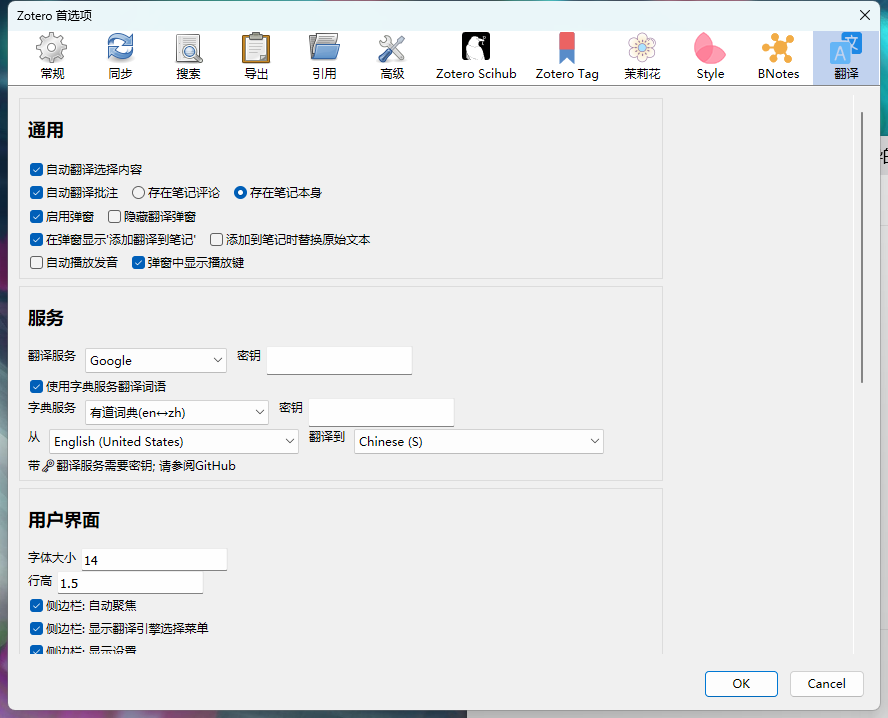 Zotero 首选项
常规 同步 搜索 导出 引用 高级 Zotero Scihub Zotero Tag 茉莉花 Style BNotes 翻译
通用
自动翻译选择内容
自动翻译批注 存在笔记评论 存在笔记本身
启用弹窗 隐藏翻译弹窗
在弹窗显示'添加翻译到笔记' 添加到笔记时替换原始文本
自动播放发音 弹窗中显示播放键
服务
翻译服务 Google 密钥
使用字典服务翻译词语
字典服务 有道词典(en↔zh) 密钥
从 English (United States) 翻译到 Chinese (S)
带🔑翻译服务需要密钥; 请参阅GitHub
用户界面
字体大小 14
行高 1.5
侧边栏: 自动聚焦
侧边栏: 显示翻译引擎选择菜单
侧边栏: 显示设置
OK Cancel